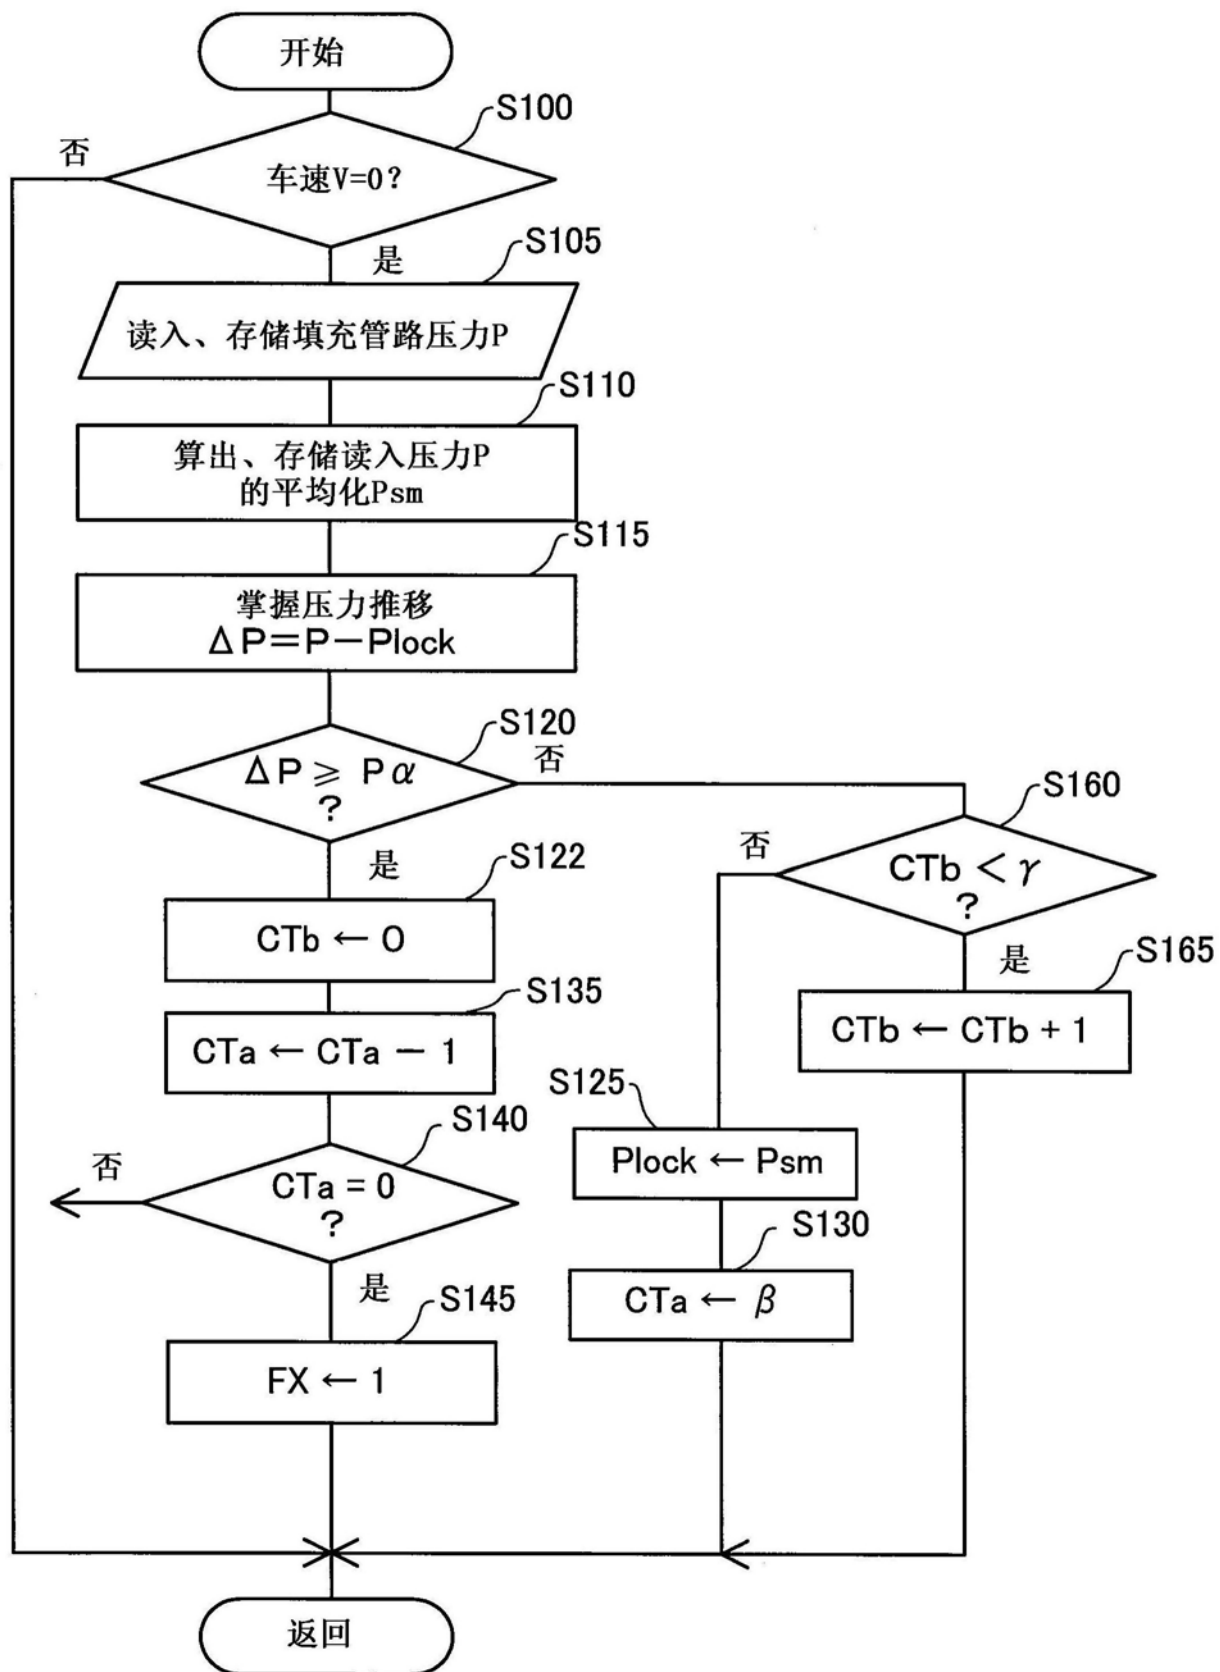 开始
S100
否
车速V=0?
是
S105
读入、存储填充管路压力P
S110
算出、存储读入压力P
的平均化Psm
S115
掌握压力推移
ΔP=P-Plock
S120
否
ΔP≥Pα
?
是
S122
CTb←0
S135
CTa←CTa-1
S140
否
CTa=0
?
是
S145
FX←1
S160
否
CTb<γ
?
是
S165
CTb←CTb+1
S125
Plock←Psm
S130
CTa←β
返回